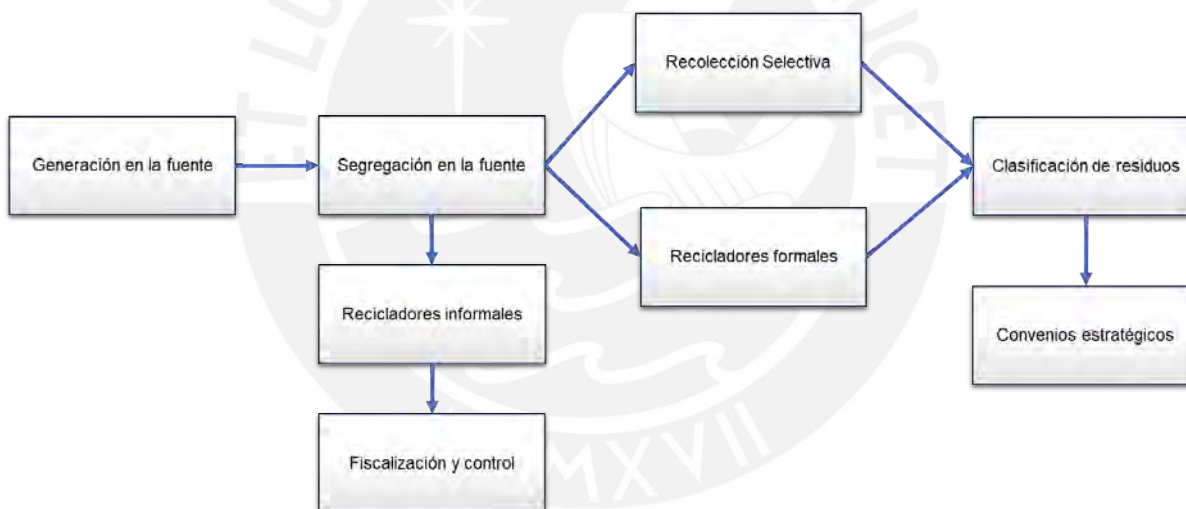 Recolección Selectiva
Generación en la fuente
Segregación en la fuente
Clasificación de residuos
Recicladores formales
Recicladores informales
Convenios estratégicos
Fiscalización y control
MXVII